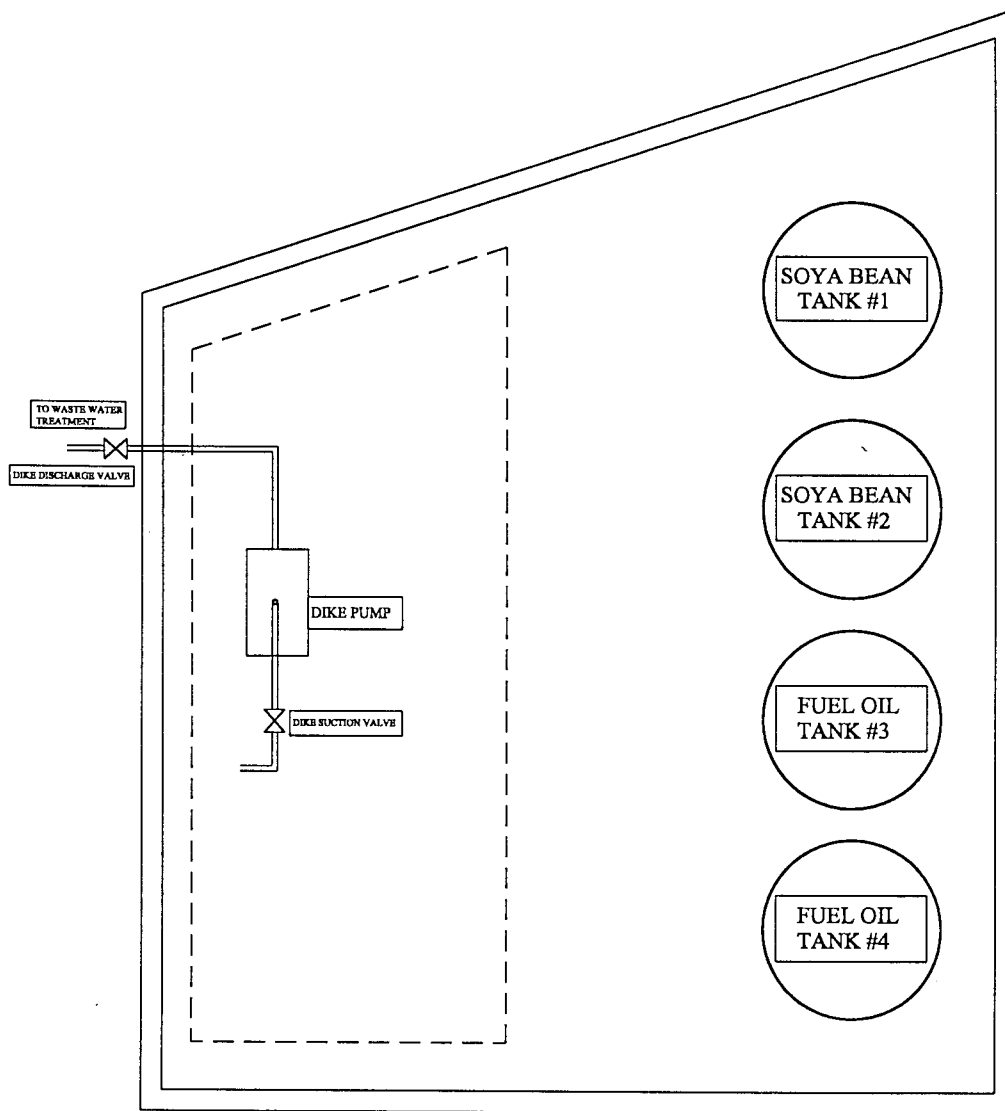 SOYA BEAN
TANK #1
TO WASTE WATER
TREATMENT
DIKE DISCHARGE VALVE
SOYA BEAN
TANK #2
DIKE PUMP
DIKE SUCTION VALVE
FUEL OIL
TANK #3
FUEL OIL
TANK #4